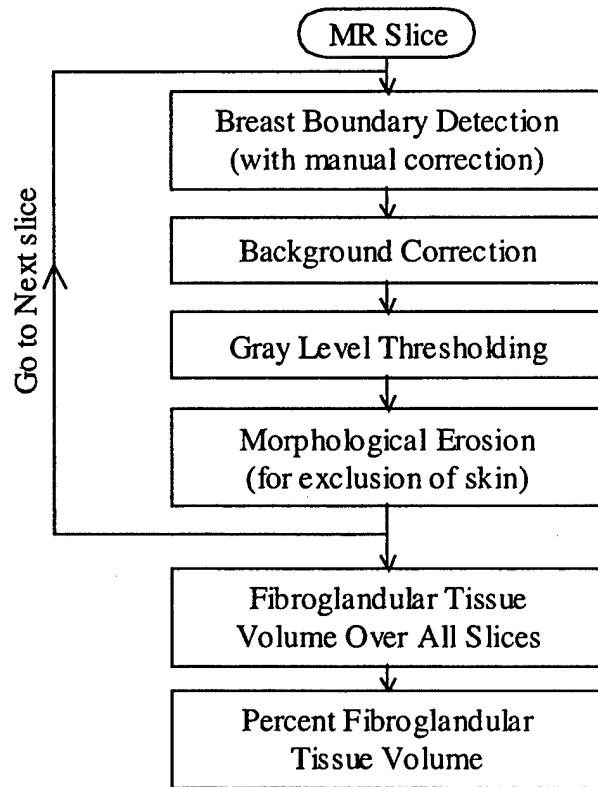 MR Slice
Breast Boundary Detection
(with manual correction)
Background Correction
Go to Next slice
Gray Level Thresholding
Morphological Erosion
(for exclusion of skin)
Fibroglandular Tissue
Volume Over All Slices
Percent Fibroglandular
Tissue Volume